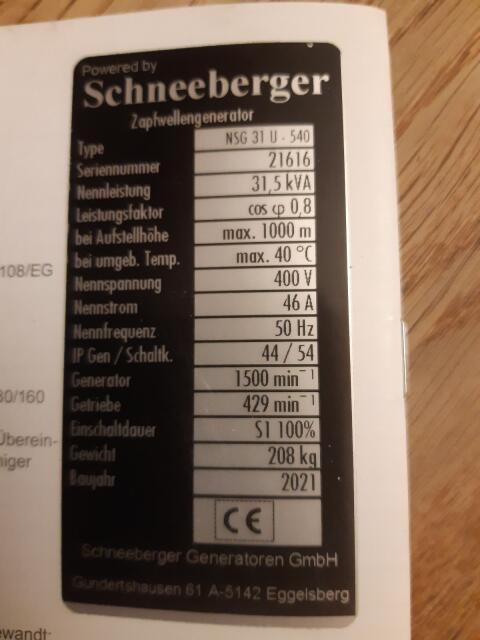 Powered by
Schneeberger
Zapfwellengenerator
Type NSG 31 U - 540
Seriennummer 21616
Nennleistung 31,5 kVA
Leistungsfaktor cos φ 0,8
bei Aufstellhöhe max. 1000 m
bei umgeb. Temp. max. 40 °C
Nennspannung 400 V
Nennstrom 46 A
Nennfrequenz 50 Hz
IP Gen / Schaltk. 44 / 54
Generator 1500 min⁻¹
Getriebe 429 min⁻¹
Einschaltdauer S1 100%
Gewicht 208 kg
Baujahr 2021
CE
Schneeberger Generatoren GmbH
Gundertshausen 61 A-5142 Eggelsberg
108/EG
30/160
Überein-
niger
ewandt: